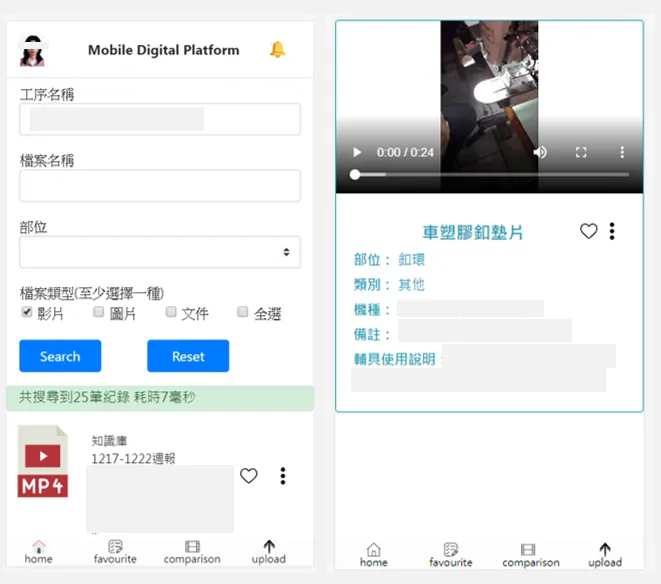 Mobile Digital Platform
工序名稱
檔案名稱
部位
檔案類型(至少選擇一種)
影片 圖片 文件 全選
Search Reset
共搜尋到25筆紀錄 耗時7毫秒
MP4
知識庫
1217-1222週報
home favourite comparison upload
0:00 / 0:24
車塑膠釦墊片
部位： 釦環
類別： 其他
機種：
備註：
輔具使用說明：
home favourite comparison upload